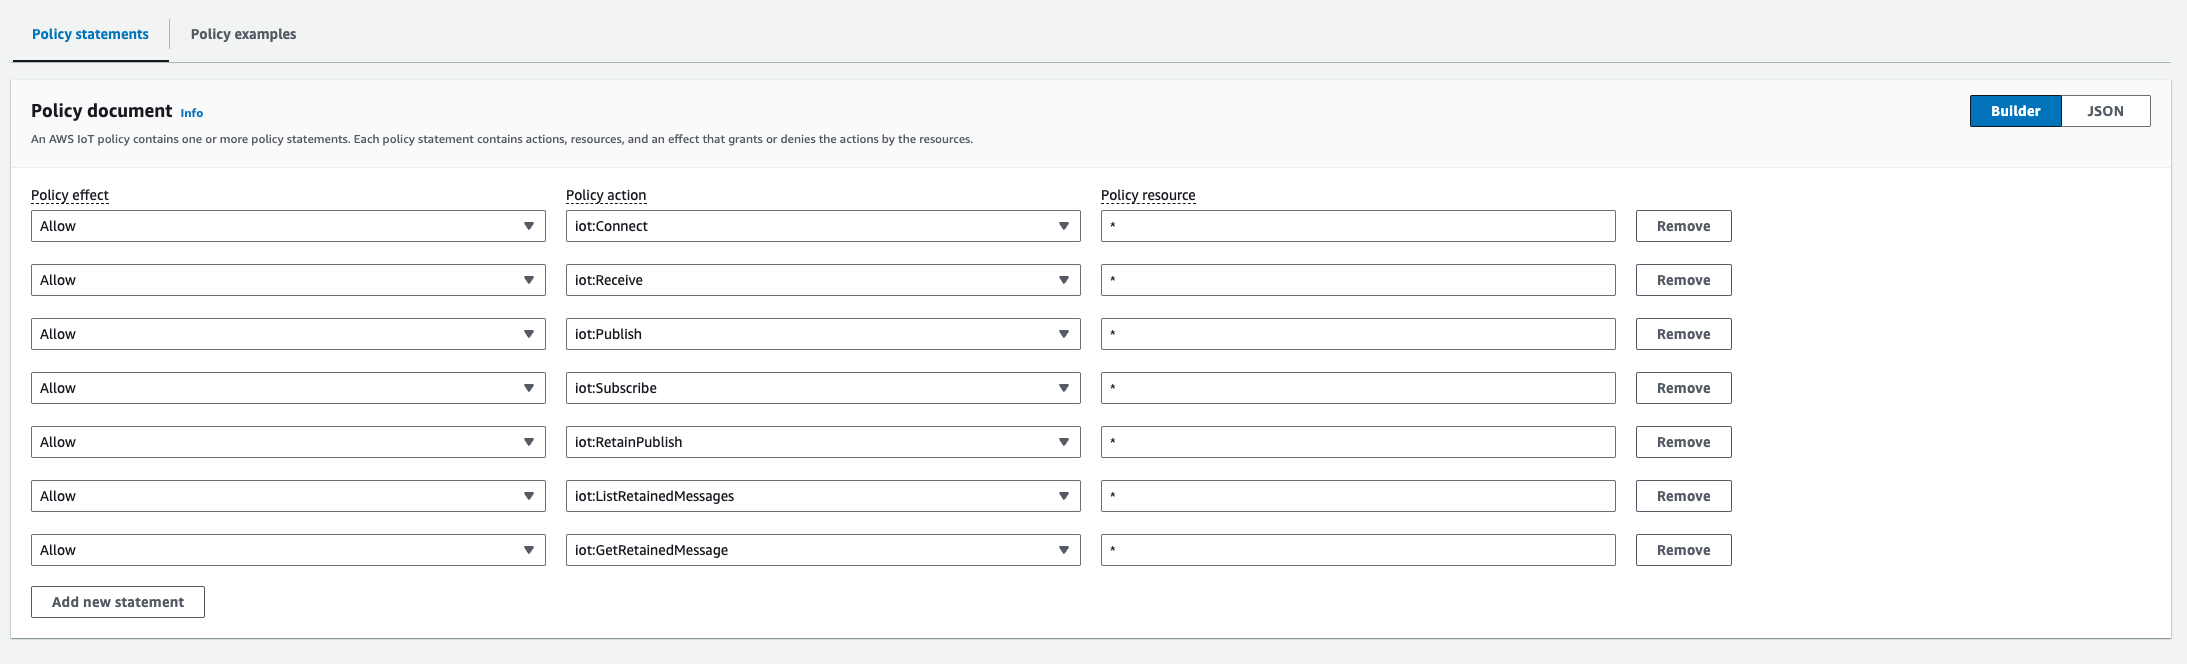 Policy statements Policy examples
Policy document Info
Builder JSON
An AWS IoT policy contains one or more policy statements. Each policy statement contains actions, resources, and an effect that grants or denies the actions by the resources.
Policy effect Policy action Policy resource
Allow iot:Connect * Remove
Allow iot:Receive * Remove
Allow iot:Publish * Remove
Allow iot:Subscribe * Remove
Allow iot:RetainPublish * Remove
Allow iot:ListRetainedMessages * Remove
Allow iot:GetRetainedMessage * Remove
Add new statement